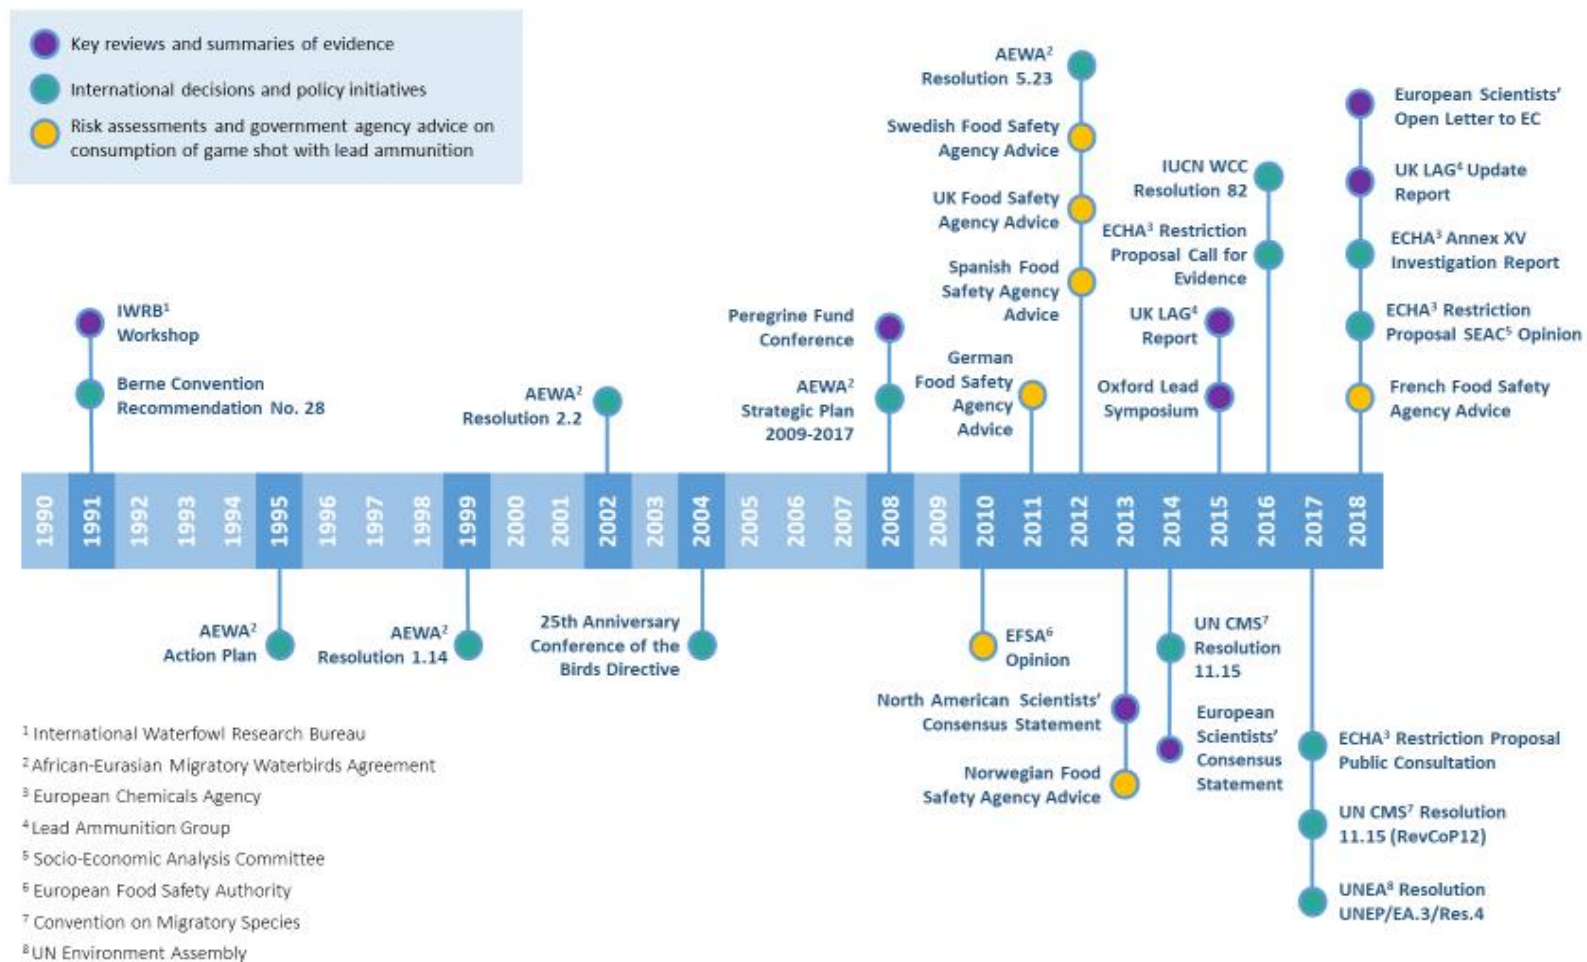 Key reviews and summaries of evidence
International decisions and policy initiatives
Risk assessments and government agency advice on
consumption of game shot with lead ammunition
IWRB¹
Workshop
Berne Convention
Recommendation No. 28
AEWA²
Resolution 2.2
Peregrine Fund
Conference
AEWA²
Strategic Plan
2009-2017
German
Food Safety
Agency
Advice
AEWA²
Resolution 5.23
Swedish Food Safety
Agency Advice
UK Food Safety
Agency Advice
Spanish Food
Safety Agency
Advice
UK LAG⁴
Report
Oxford Lead
Symposium
IUCN WCC
Resolution 82
ECHA³ Restriction
Proposal Call for
Evidence
European Scientists’
Open Letter to EC
UK LAG⁴ Update
Report
ECHA³ Annex XV
Investigation Report
ECHA³ Restriction
Proposal SEAC⁵ Opinion
French Food Safety
Agency Advice
1990 1991 1992 1993 1994 1995 1996 1997 1998 1999 2000 2001 2002 2003 2004 2005 2006 2007 2008 2009 2010 2011 2012 2013 2014 2015 2016 2017 2018
AEWA²
Action Plan
AEWA²
Resolution 1.14
25th Anniversary
Conference of the
Birds Directive
EFSA⁶
Opinion
North American Scientists’
Consensus Statement
Norwegian Food
Safety Agency Advice
UN CMS⁷
Resolution
11.15
European
Scientists’
Consensus
Statement
ECHA³ Restriction Proposal
Public Consultation
UN CMS⁷ Resolution
11.15 (RevCoP12)
UNEA⁸ Resolution
UNEP/EA.3/Res.4
¹ International Waterfowl Research Bureau
² African-Eurasian Migratory Waterbirds Agreement
³ European Chemicals Agency
⁴ Lead Ammunition Group
⁵ Socio-Economic Analysis Committee
⁶ European Food Safety Authority
⁷ Convention on Migratory Species
⁸ UN Environment Assembly